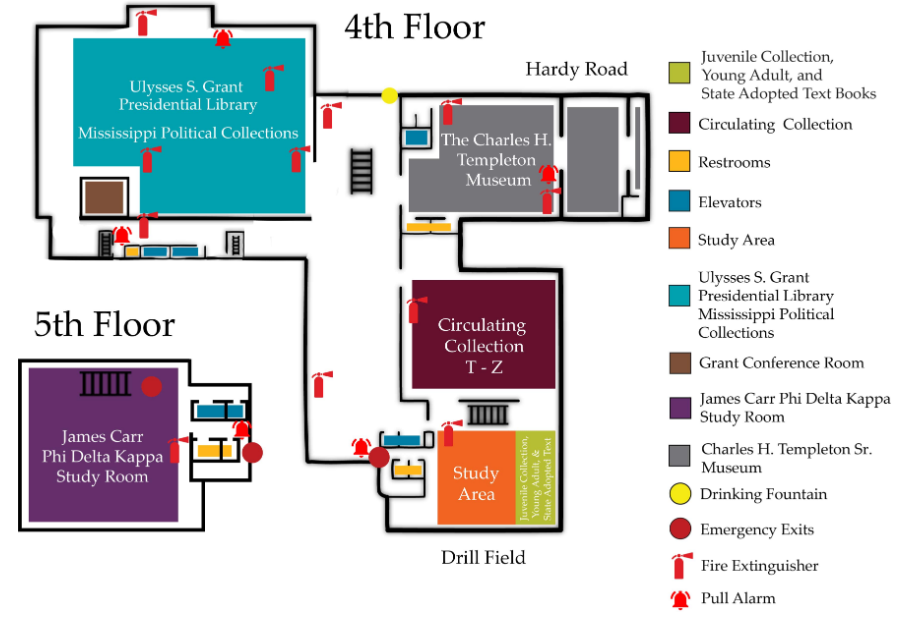 4th Floor
Hardy Road
Ulysses S. Grant
Presidential Library
Mississippi Political Collections
The Charles H.
Templeton
Museum
Circulating
Collection
T - Z
Study
Area
Juvenile Collection,
Young Adult, &
State Adopted Text
Drill Field
5th Floor
James Carr
Phi Delta Kappa
Study Room
Juvenile Collection,
Young Adult, and
State Adopted Text Books
Circulating Collection
Restrooms
Elevators
Study Area
Ulysses S. Grant
Presidential Library
Mississippi Political
Collections
Grant Conference Room
James Carr Phi Delta Kappa
Study Room
Charles H. Templeton Sr.
Museum
Drinking Fountain
Emergency Exits
Fire Extinguisher
Pull Alarm